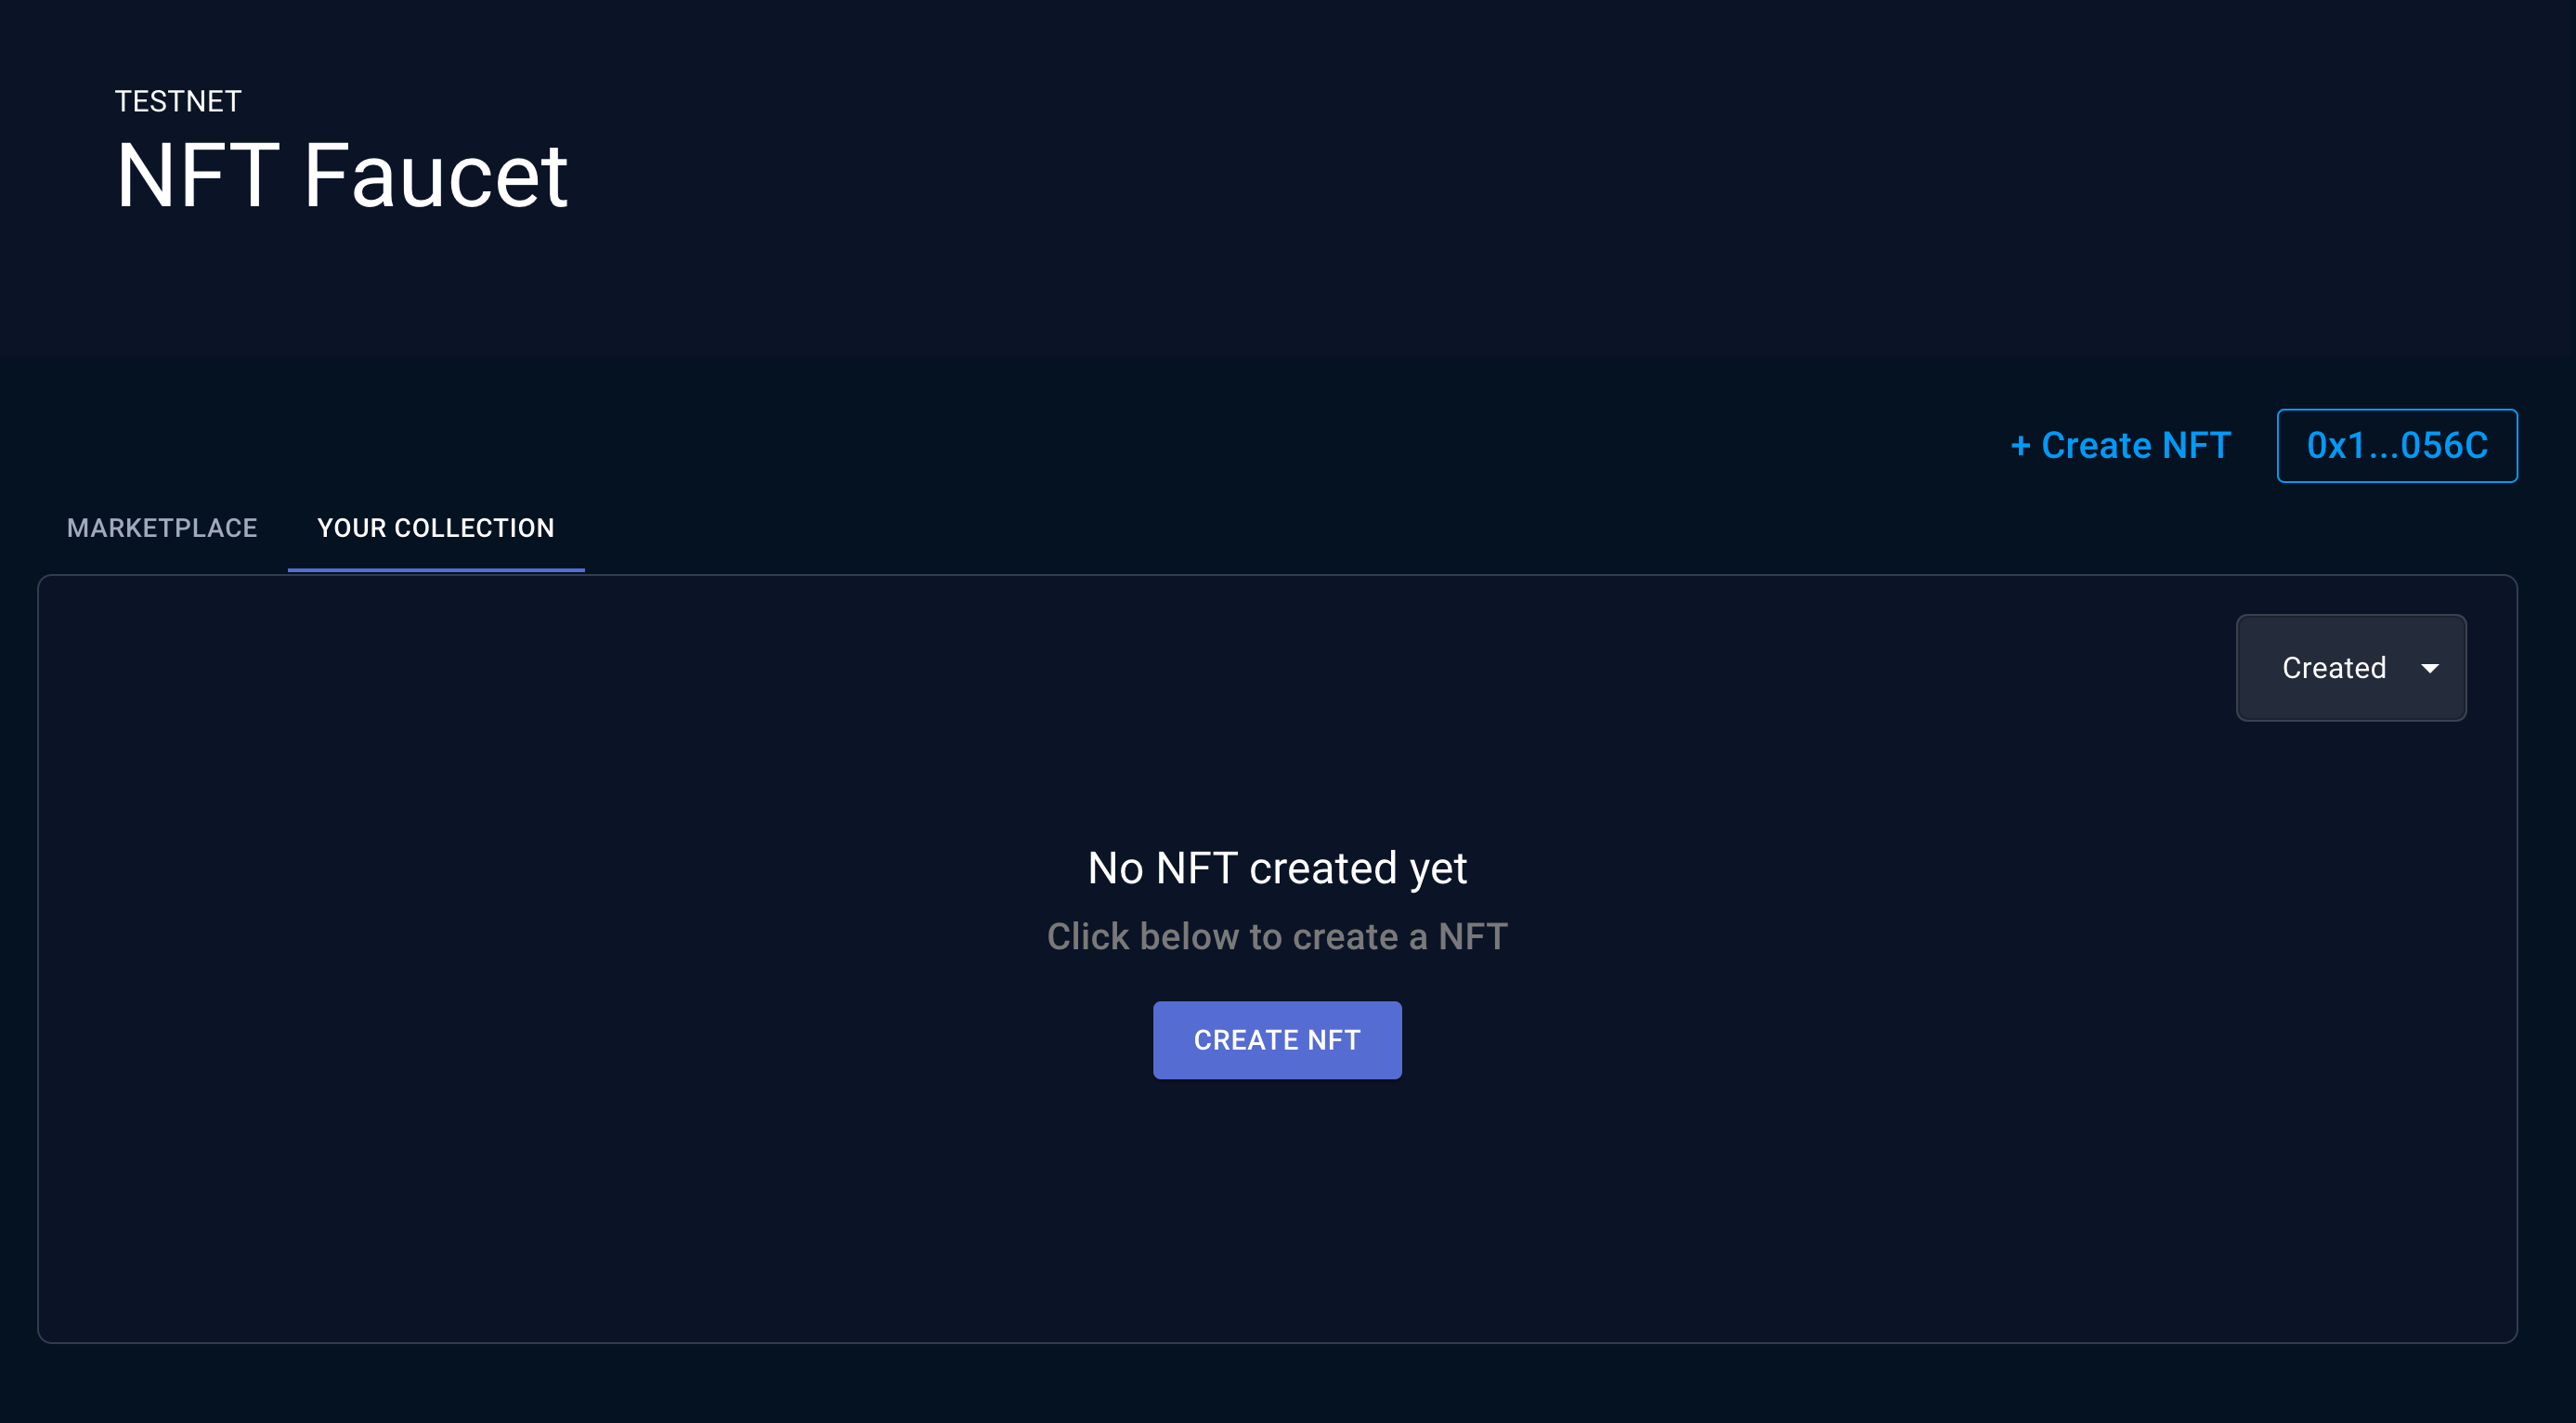 TESTNET
NFT Faucet
+ Create NFT
0x1...056C
MARKETPLACE
YOUR COLLECTION
Created
No NFT created yet
Click below to create a NFT
CREATE NFT